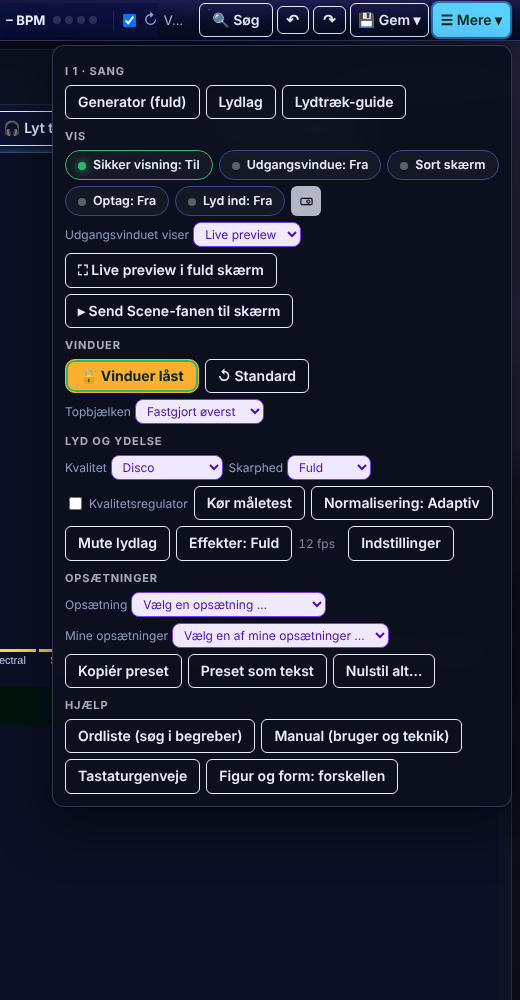 – BPM V... 🔍 Søg ↶ ↷ 💾 Gem ▾ ☰ Mere ▾
I 1 · SANG
🎧 Lyt t Generator (fuld) Lydlag Lydtræk-guide
VIS
Sikker visning: Til Udgangsvindue: Fra Sort skærm
Optag: Fra Lyd ind: Fra
Udgangsvinduet viser Live preview
⛶ Live preview i fuld skærm
▸ Send Scene-fanen til skærm
VINDUER
🔒 Vinduer låst ↺ Standard
Topbjælken Fastgjort øverst
LYD OG YDELSE
Kvalitet Disco Skarphed Fuld
Kvalitetsregulator Kør måletest Normalisering: Adaptiv
Mute lydlag Effekter: Fuld 12 fps Indstillinger
OPSÆTNINGER
Opsætning Vælg en opsætning ...
Mine opsætninger Vælg en af mine opsætninger ...
ectral
Kopiér preset Preset som tekst Nulstil alt...
HJÆLP
Ordliste (søg i begreber) Manual (bruger og teknik)
Tastaturgenveje Figur og form: forskellen